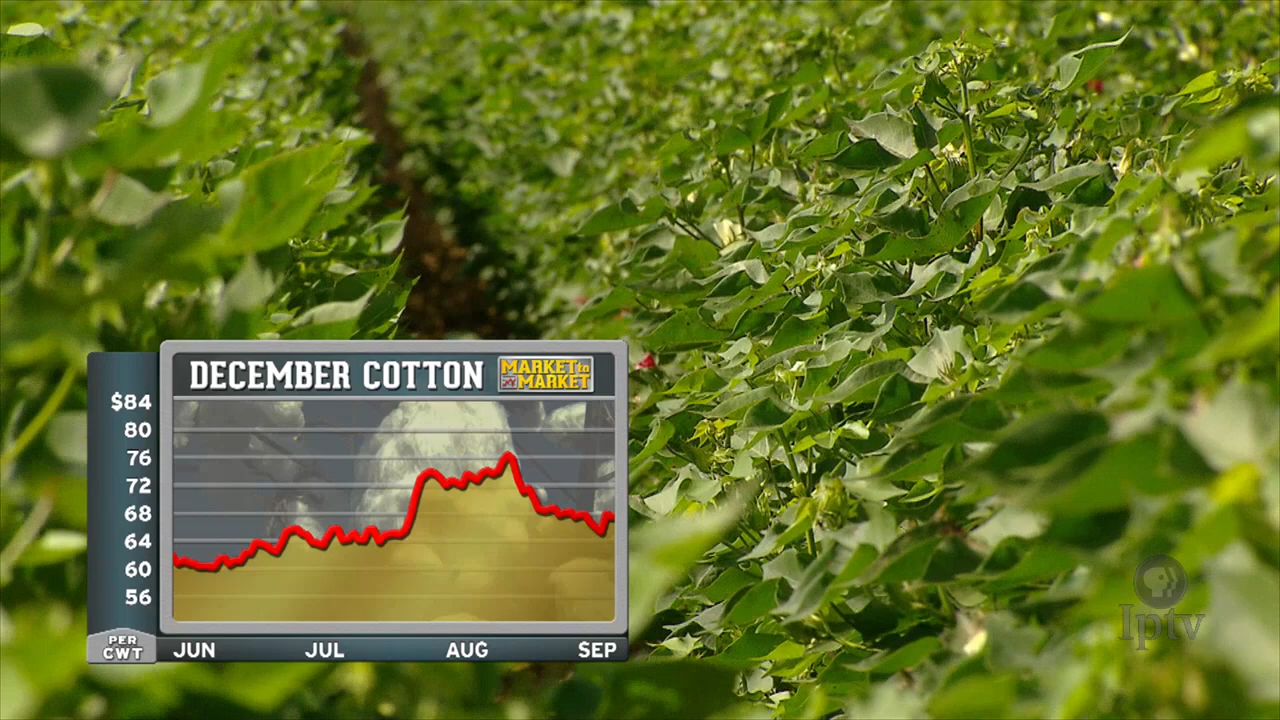 DECEMBER COTTON
MARKET to MARKET
$84
80
76
72
68
64
60
56
PER CWT
JUN JUL AUG SEP
Iptv